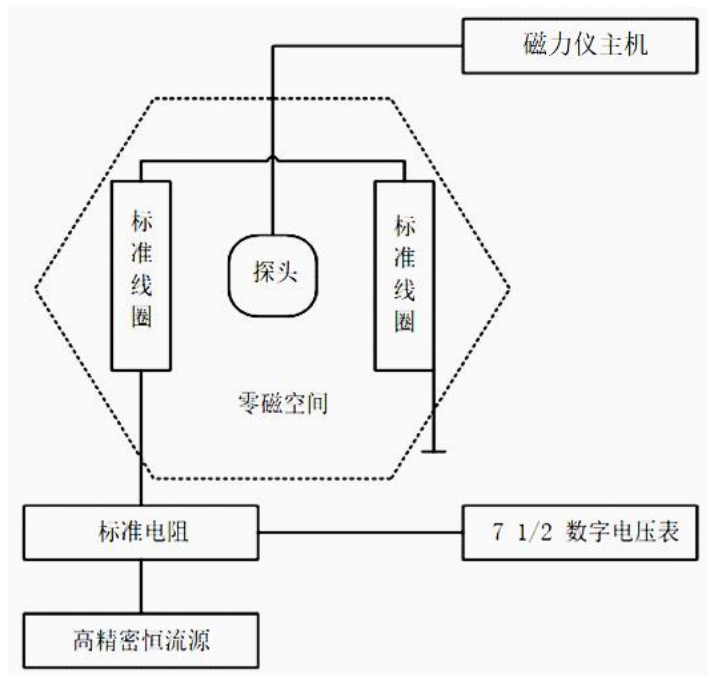 磁力仪主机
标准线圈
探头
标准线圈
零磁空间
标准电阻
7 1/2 数字电压表
高精密恒流源